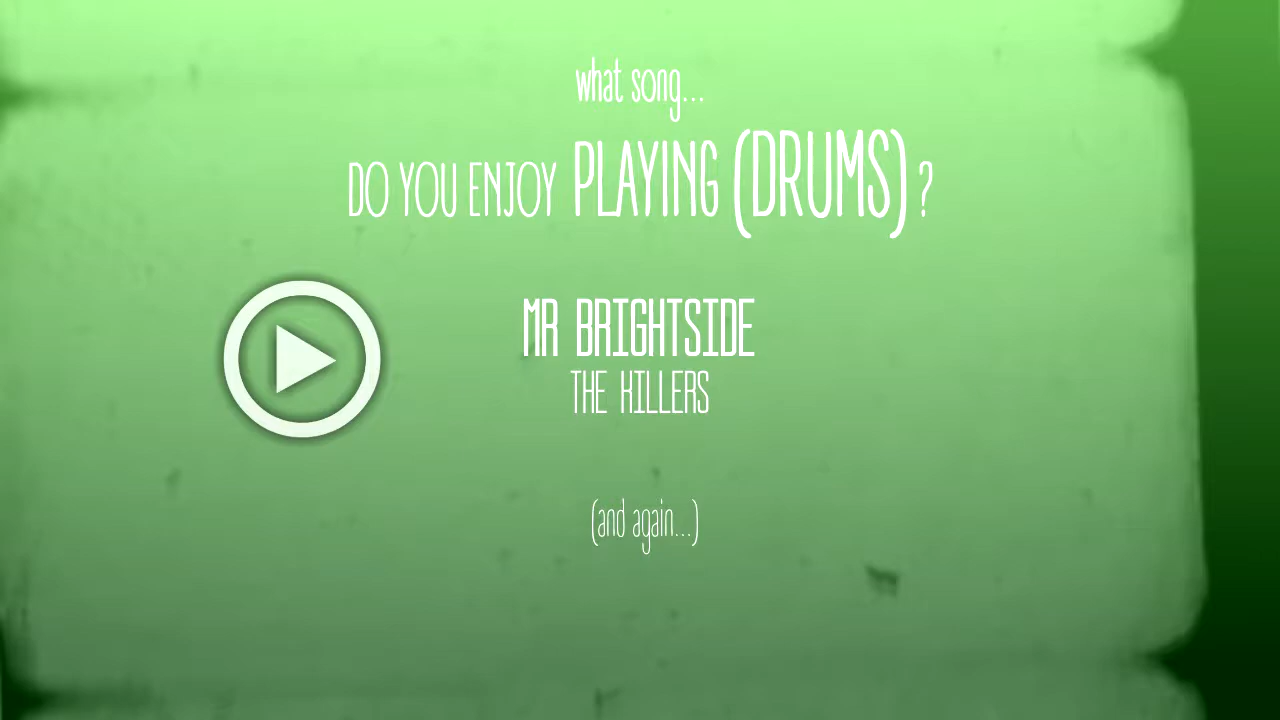 what song...
DO YOU ENJOY PLAYING (DRUMS) ?
MR BRIGHTSIDE
THE KILLERS
(and again...)